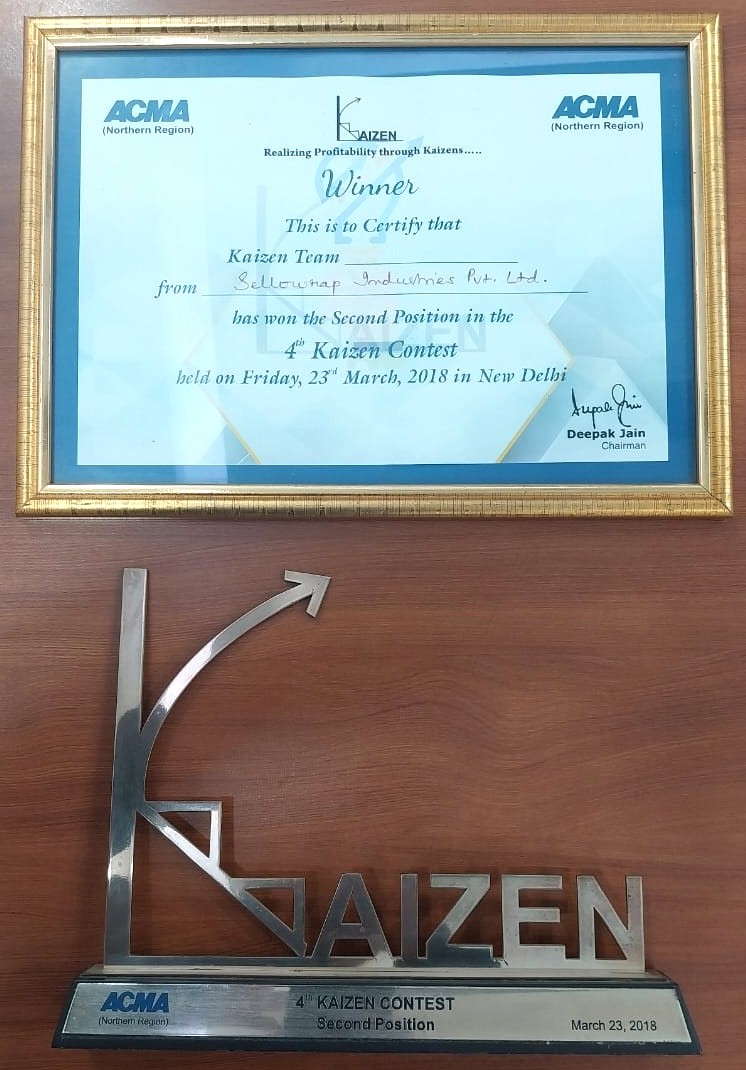 ACMA
(Northern Region)
KAIZEN
ACMA
(Northern Region)
Realizing Profitability through Kaizens.....
Winner
This is to Certify that
Kaizen Team
from Sellowrap Industries Pvt. Ltd.
has won the Second Position in the
4th Kaizen Contest
held on Friday, 23rd March, 2018 in New Delhi
Deepak Jain
Deepak Jain
Chairman
KAIZEN
ACMA
(Northern Region)
4th KAIZEN CONTEST
Second Position
March 23, 2018